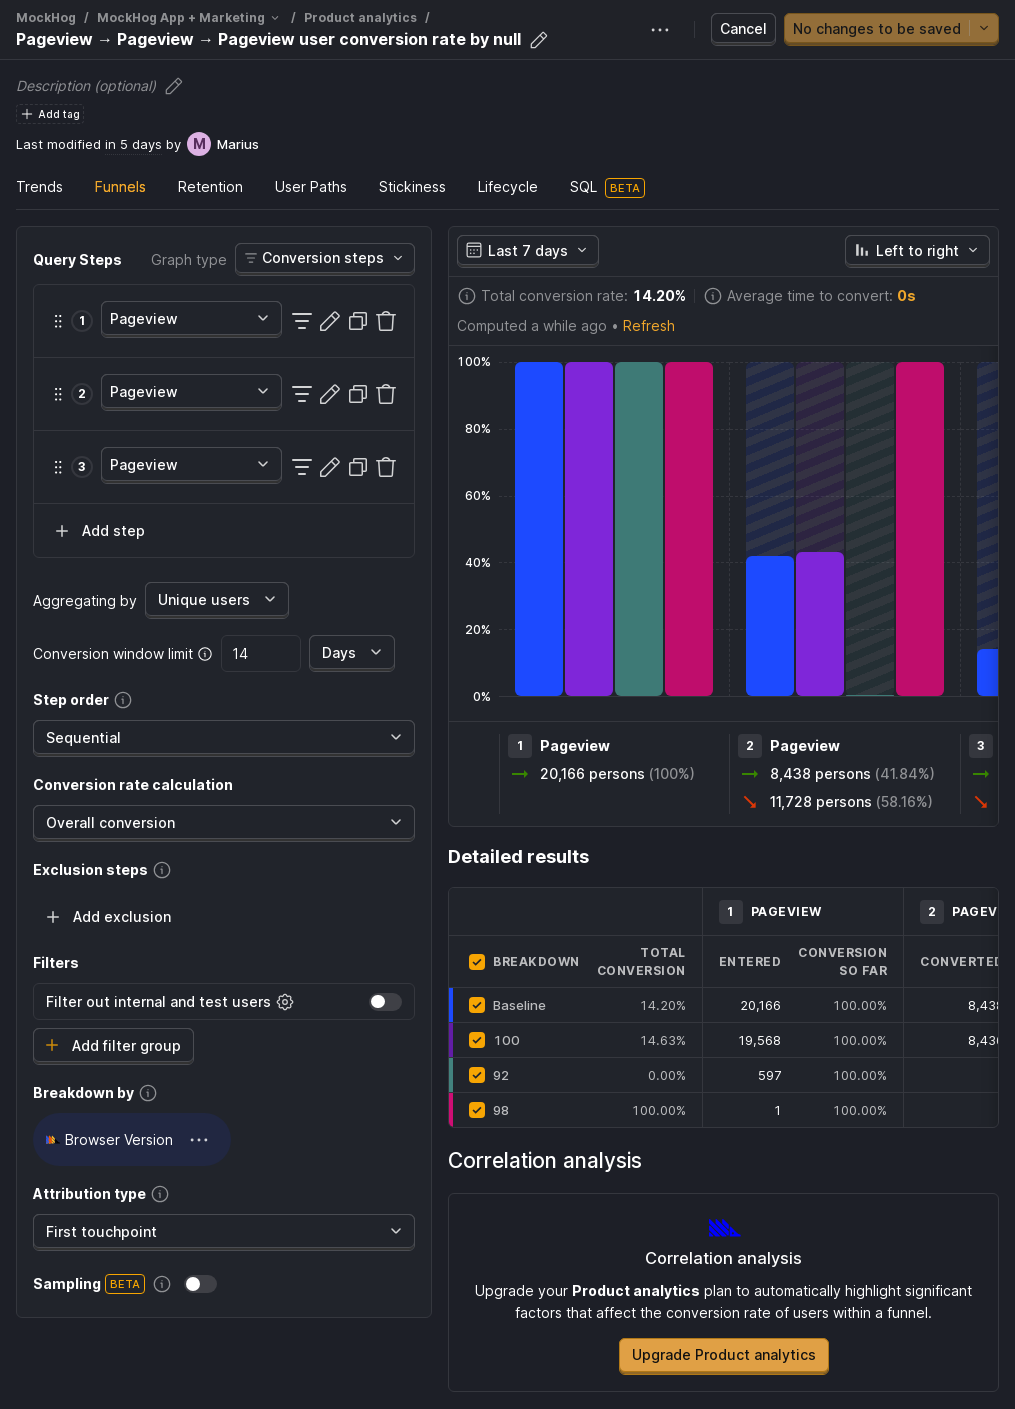 MockHog / MockHog App + Marketing / Product analytics /
Pageview → Pageview → Pageview user conversion rate by null
Cancel
No changes to be saved
Description (optional)
Add tag
Last modified in 5 days by M Marius
Trends Funnels Retention User Paths Stickiness Lifecycle SQL BETA
Query Steps Graph type Conversion steps
1 Pageview
2 Pageview
3 Pageview
Add step
Aggregating by Unique users
Conversion window limit 14 Days
Step order
Sequential
Conversion rate calculation
Overall conversion
Exclusion steps
Add exclusion
Filters
Filter out internal and test users
Add filter group
Breakdown by
Browser Version
Attribution type
First touchpoint
Sampling BETA
Last 7 days Left to right
Total conversion rate: 14.20% Average time to convert: 0s
Computed a while ago • Refresh
100%
80%
60%
40%
20%
0%
1 Pageview 2 Pageview 3
20,166 persons (100%) 8,438 persons (41.84%)
11,728 persons (58.16%)
Detailed results
1 PAGEVIEW 2
BREAKDOWN TOTAL CONVERSION ENTERED CONVERSION SO FAR CONVERTED
Baseline 14.20% 20,166 100.00% 8,438
100 14.63% 19,568 100.00%
92 0.00% 597 100.00%
98 100.00% 1 100.00%
Correlation analysis
Correlation analysis
Upgrade your Product analytics plan to automatically highlight significant
factors that affect the conversion rate of users within a funnel.
Upgrade Product analytics